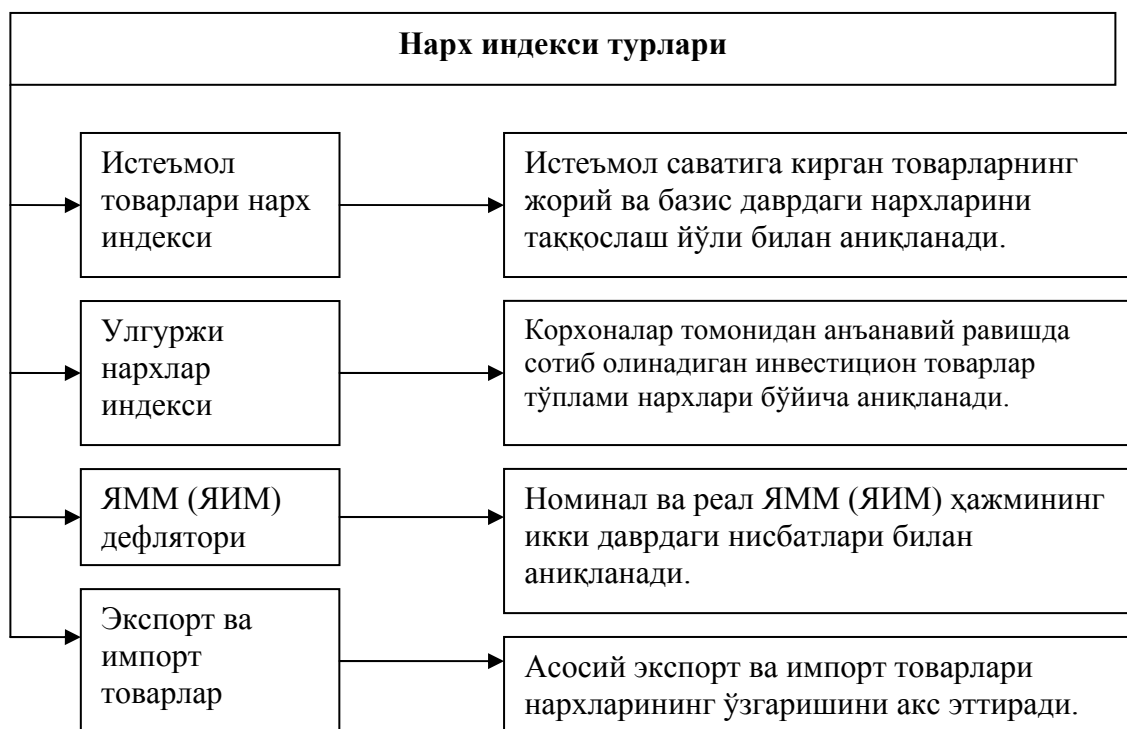 Нарх индекси турлари
Истеъмол
товарлари нарх
индекси
Истеъмол саватига кирган товарларнинг
жорий ва базис даврдаги нархларини
таққослаш йўли билан аниқланади.
Улгуржи
нархлар
индекси
Корхоналар томонидан анъанавий равишда
сотиб олинадиган инвестицион товарлар
тўплами нархлари бўйича аниқланади.
ЯММ (ЯИМ)
дефлятори
Номинал ва реал ЯММ (ЯИМ) ҳажмининг
икки даврдаги нисбатлари билан
аниқланади.
Экспорт ва
импорт
товарлар
Асосий экспорт ва импорт товарлари
нархларининг ўзгаришини акс эттиради.